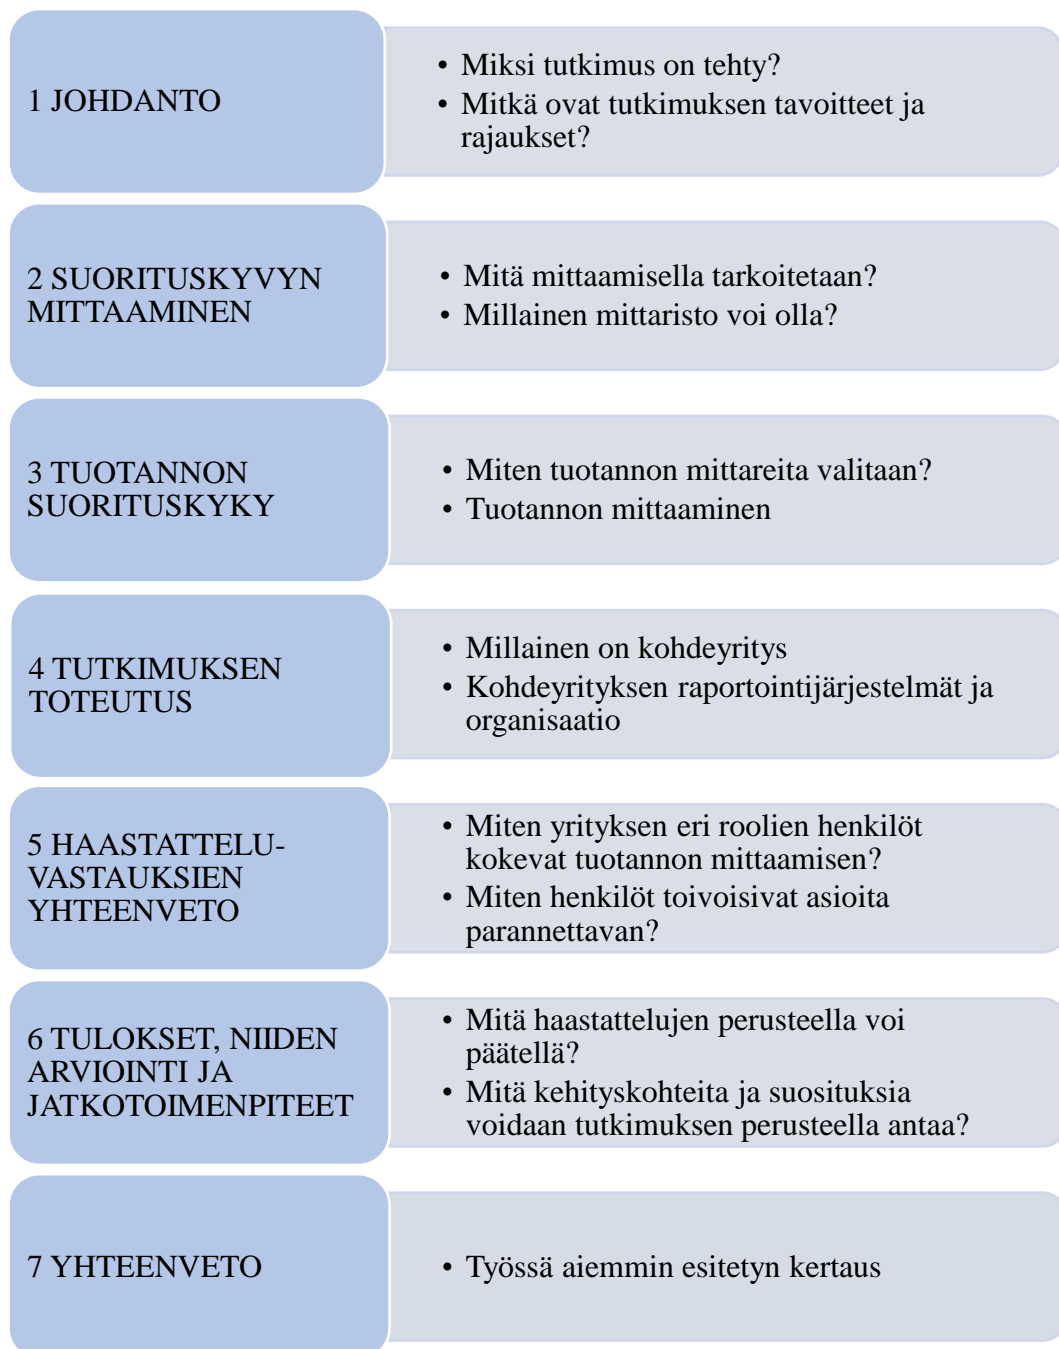 1 JOHDANTO
• Miksi tutkimus on tehty?
• Mitkä ovat tutkimuksen tavoitteet ja
rajaukset?
2 SUORITUSKYVYN
MITTAAMINEN
• Mitä mittaamisella tarkoitetaan?
• Millainen mittaristo voi olla?
3 TUOTANNON
SUORITUSKYKY
• Miten tuotannon mittareita valitaan?
• Tuotannon mittaaminen
4 TUTKIMUKSEN
TOTEUTUS
• Millainen on kohdeyritys
• Kohdeyrityksen raportointijärjestelmät ja
organisaatio
5 HAASTATTELU-
VASTAUKSIEN
YHTEENVETO
• Miten yrityksen eri roolien henkilöt
kokevat tuotannon mittaamisen?
• Miten henkilöt toivoisivat asioita
parannettavan?
6 TULOKSET, NIIDEN
ARVIOINTI JA
JATKOTOIMENPITEET
• Mitä haastattelujen perusteella voi
päätellä?
• Mitä kehityskohteita ja suosituksia
voidaan tutkimuksen perusteella antaa?
7 YHTEENVETO
• Työssä aiemmin esitetyn kertaus